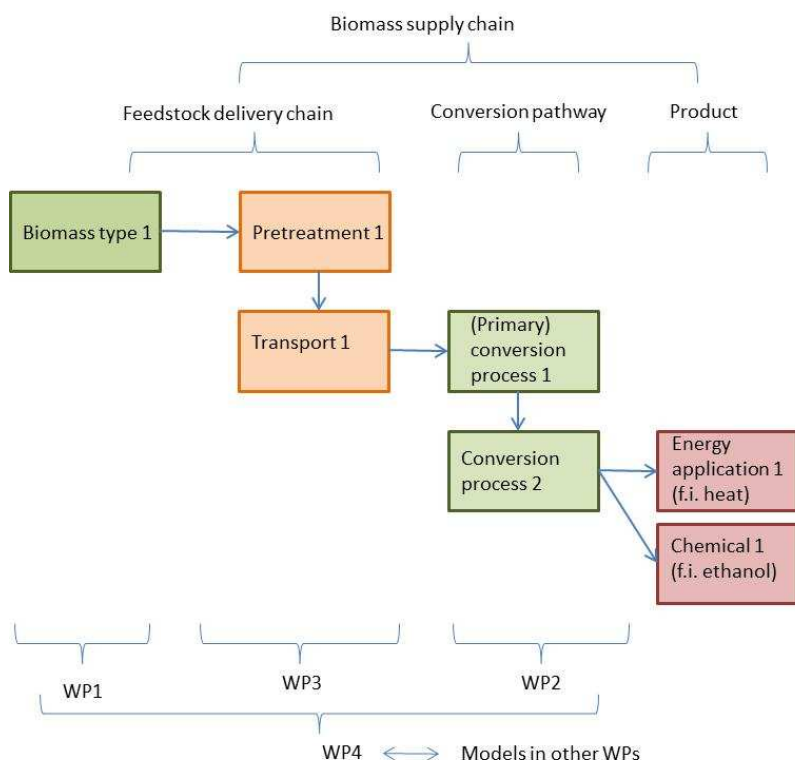 Biomass supply chain
Feedstock delivery chain
Conversion pathway
Product
Biomass type 1
Pretreatment 1
Transport 1
(Primary)
conversion
process 1
Conversion
process 2
Energy
application 1
(f.i. heat)
Chemical 1
(f.i. ethanol)
WP1
WP3
WP2
WP4
Models in other WPs